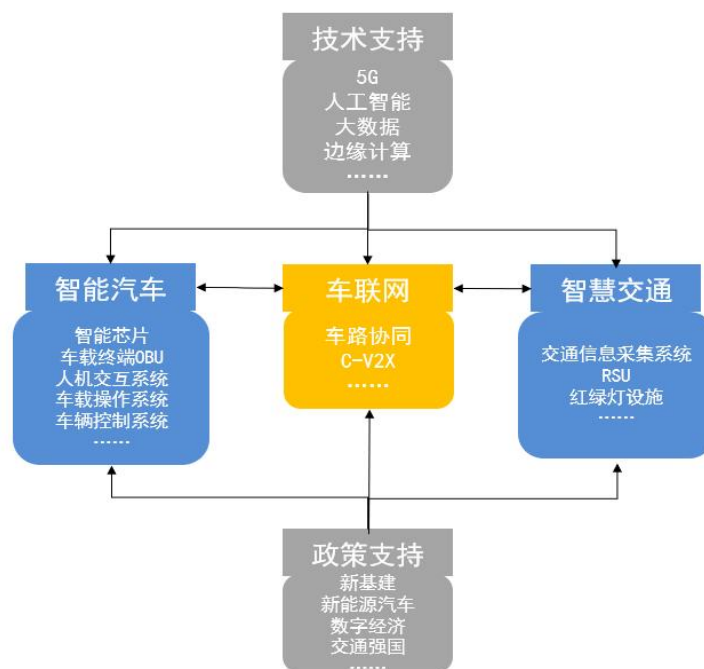 技术支持
5G
人工智能
大数据
边缘计算
……
智能汽车
智能芯片
车载终端OBU
人机交互系统
车载操作系统
车辆控制系统
……
车联网
车路协同
C-V2X
……
智慧交通
交通信息采集系统
RSU
红绿灯设施
……
政策支持
新基建
新能源汽车
数字经济
交通强国
……